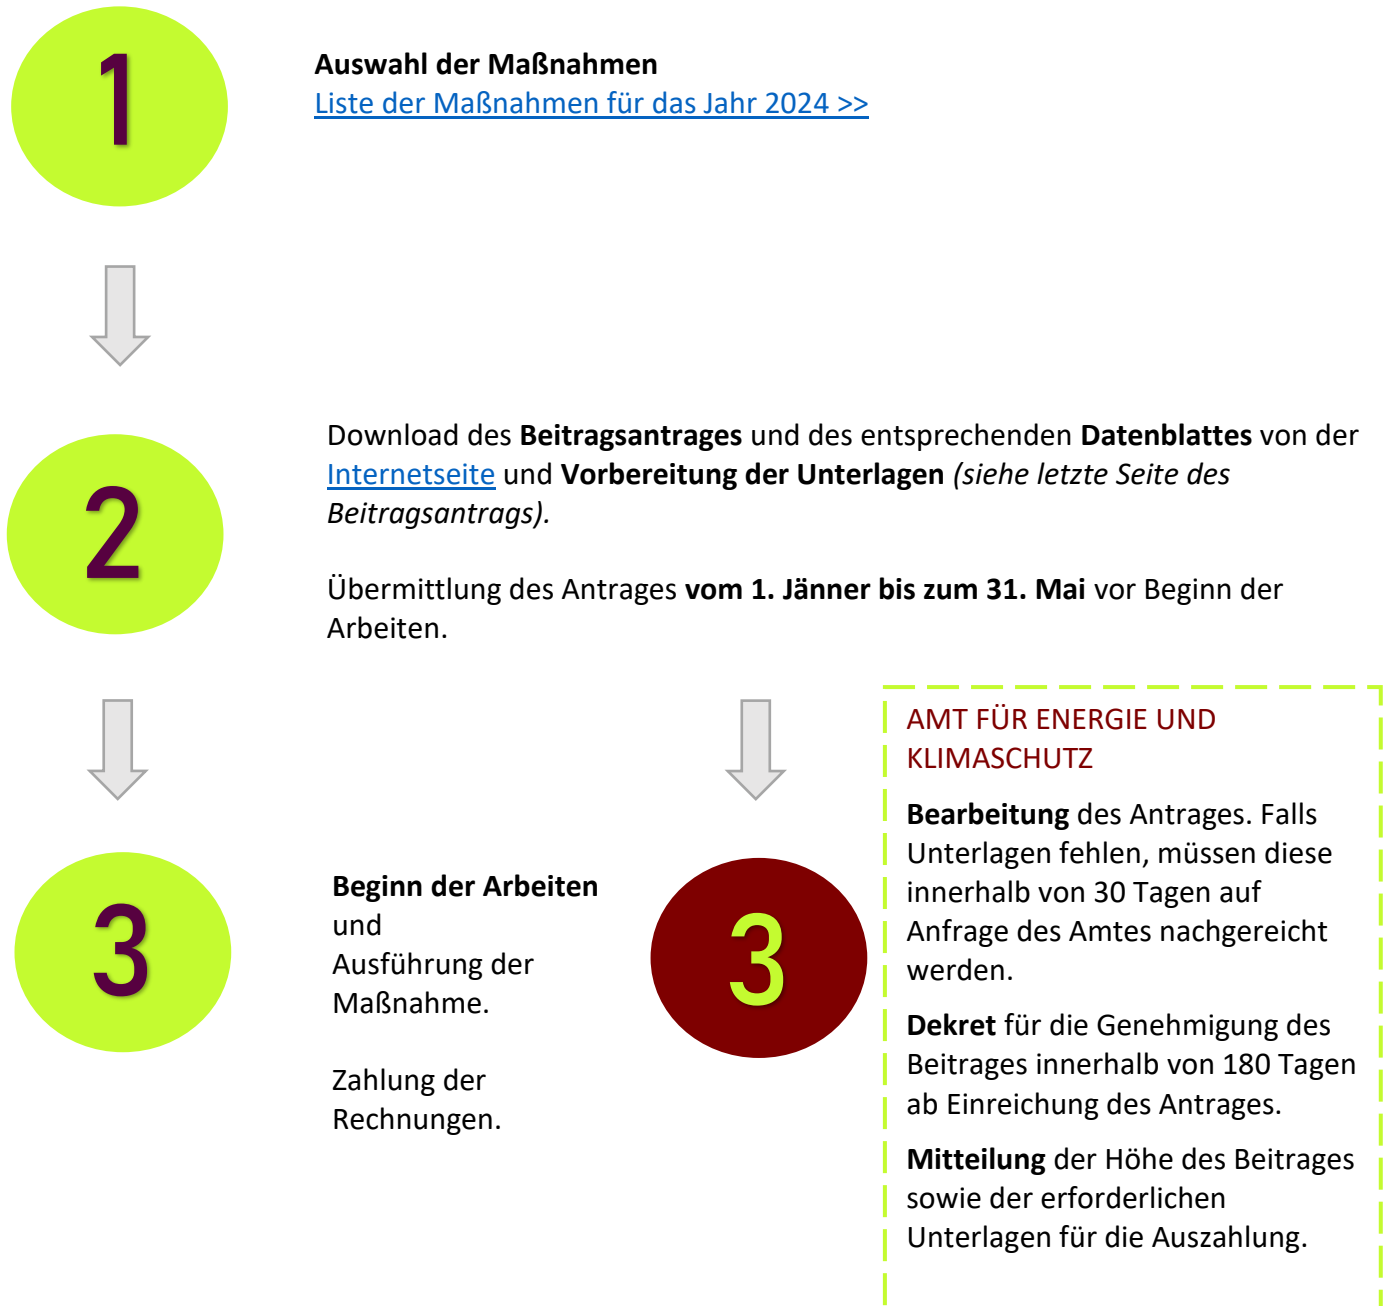 1
Auswahl der Maßnahmen
Liste der Maßnahmen für das Jahr 2024 >>
2
Download des Beitragsantrages und des entsprechenden Datenblattes von der
Internetseite und Vorbereitung der Unterlagen (siehe letzte Seite des
Beitragsantrags).
Übermittlung des Antrages vom 1. Jänner bis zum 31. Mai vor Beginn der
Arbeiten.
3
Beginn der Arbeiten
und
Ausführung der
Maßnahme.
Zahlung der
Rechnungen.
3
AMT FÜR ENERGIE UND
KLIMASCHUTZ
Bearbeitung des Antrages. Falls
Unterlagen fehlen, müssen diese
innerhalb von 30 Tagen auf
Anfrage des Amtes nachgereicht
werden.
Dekret für die Genehmigung des
Beitrages innerhalb von 180 Tagen
ab Einreichung des Antrages.
Mitteilung der Höhe des Beitrages
sowie der erforderlichen
Unterlagen für die Auszahlung.